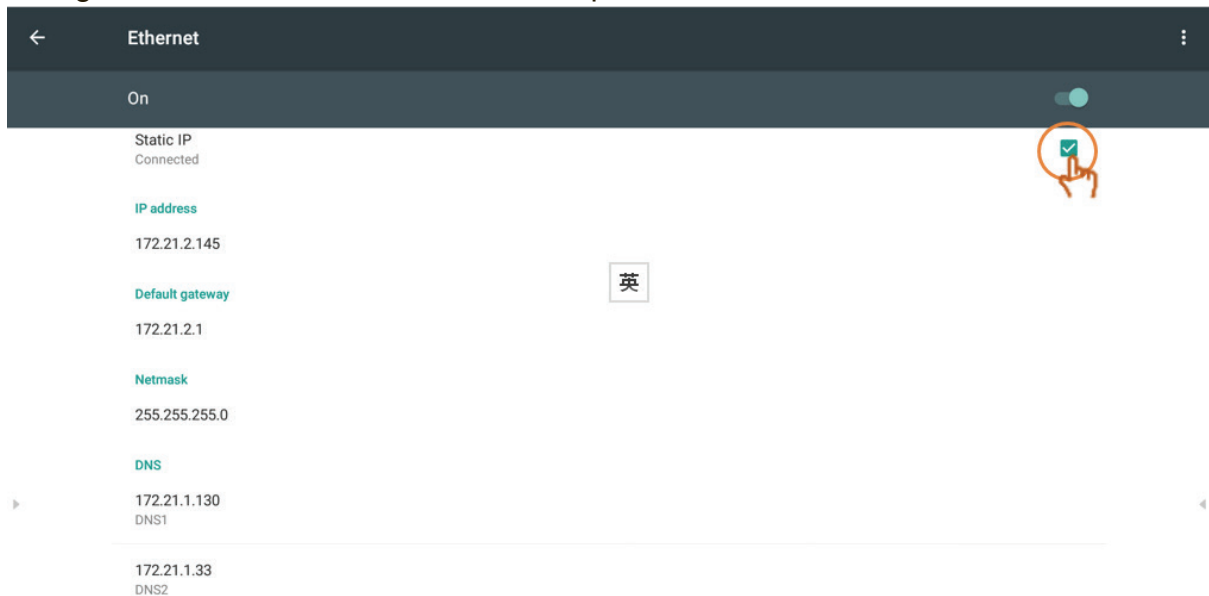 Ethernet
On
Static IP
Connected
IP address
172.21.2.145
英
Default gateway
172.21.2.1
Netmask
255.255.255.0
DNS
172.21.1.130
DNS1
172.21.1.33
DNS2